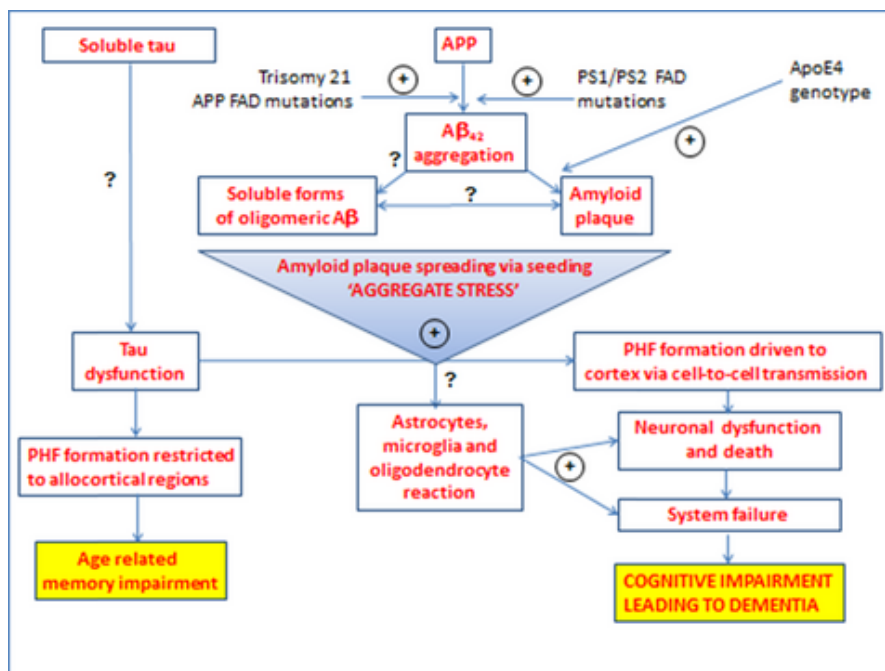 Soluble tau
APP
Trisomy 21
APP FAD mutations
+
+
PS1/PS2 FAD
mutations
ApoE4
genotype
+
Aβ42
aggregation
?
?
?
Soluble forms
of oligomeric Aβ
Amyloid
plaque
Amyloid plaque spreading via seeding
‘AGGREGATE STRESS’
+
Tau
dysfunction
PHF formation driven to
cortex via cell-to-cell transmission
?
Astrocytes,
microglia and
oligodendrocyte
reaction
Neuronal dysfunction
and death
+
PHF formation restricted
to allocortical regions
System failure
Age related
memory impairment
COGNITIVE IMPAIRMENT
LEADING TO DEMENTIA